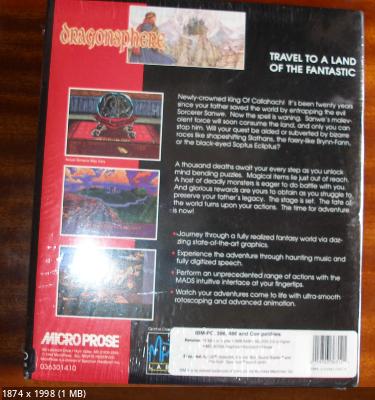 dragonsphere
TRAVEL TO A LAND
OF THE FANTASTIC
Newly-crowned King Of Callahach! It's been twenty
years since your father saved the world by entrapping the evil
Sorcerer Sanwe. Now the spell is waning. Sanwe's malev-
olent force will soon consume the land, and only you can
stop him. Will your quest be aided or subverted by bizarre
races like shapeshifting Slathans, the faery-like Brynn-Fann,
or the black-eyed Soptus Ecliptus?
A thousand deaths await your every step as you unlock
mind bending puzzles. Magical items lie just out of reach.
A host of deadly monsters is eager to do battle with you.
And glorious rewards are yours to obtain as you struggle to
preserve your father's legacy. The stage is set. The fate of
the world turns upon your actions. The time for adventure
is now!
• Journey through a fully realized fantasy world via daz-
zling state-of-the-art graphics.
• Experience the adventure through haunting music and
fully digitized speech.
• Perform an unprecedented range of actions with the
MADS intuitive interface at your fingertips.
• Watch your adventures come to life with ultra-smooth
rotoscoping and advanced animation.
MICROPROSE
036301410
IBM-PC, 386, 486 and Compatibles
1874 x 1998 (1 MB)